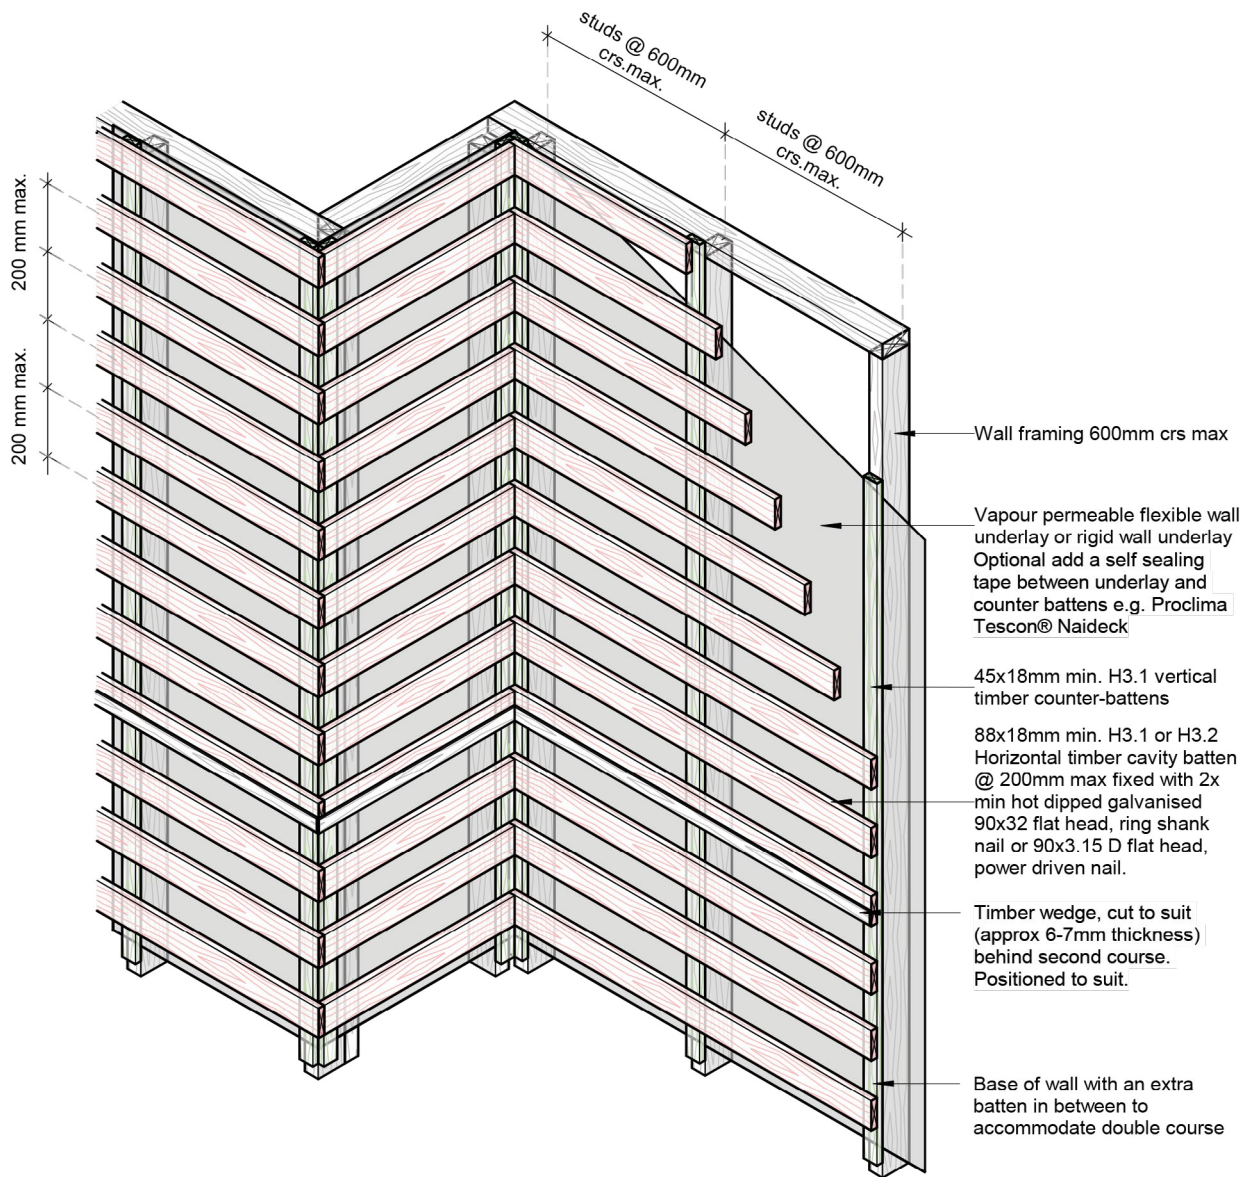 studs @ 600mm
crs.max.
studs @ 600mm
crs.max.
200 mm max.
200 mm max.
Wall framing 600mm crs max
Vapour permeable flexible wall
underlay or rigid wall underlay
Optional add a self sealing
tape between underlay and
counter battens e.g. Proclima
Tescon® Naideck
45x18mm min. H3.1 vertical
timber counter-battens
88x18mm min. H3.1 or H3.2
Horizontal timber cavity batten
@ 200mm max fixed with 2x
min hot dipped galvanised
90x32 flat head, ring shank
nail or 90x3.15 D flat head,
power driven nail.
Timber wedge, cut to suit
(approx 6-7mm thickness)
behind second course.
Positioned to suit.
Base of wall with an extra
batten in between to
accommodate double course